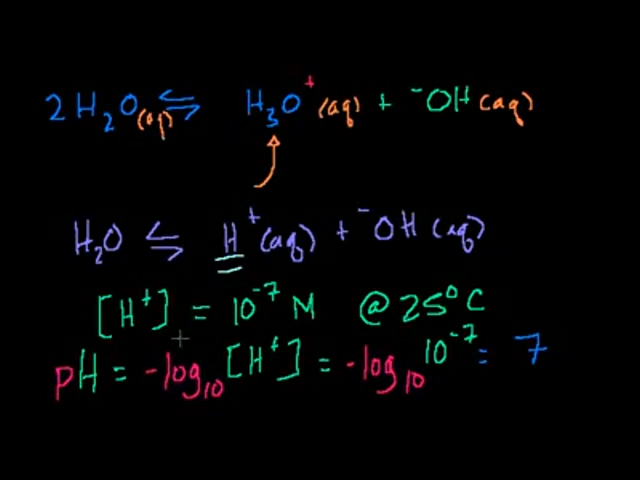 2H₂O(aq) ⇌ H₃O⁺(aq) + ⁻OH(aq)
H₂O ⇌ H⁺(aq) + ⁻OH(aq)
[H⁺] = 10⁻⁷ M @ 25°C
pH = -log₁₀[H⁺] = -log₁₀ 10⁻⁷ = 7